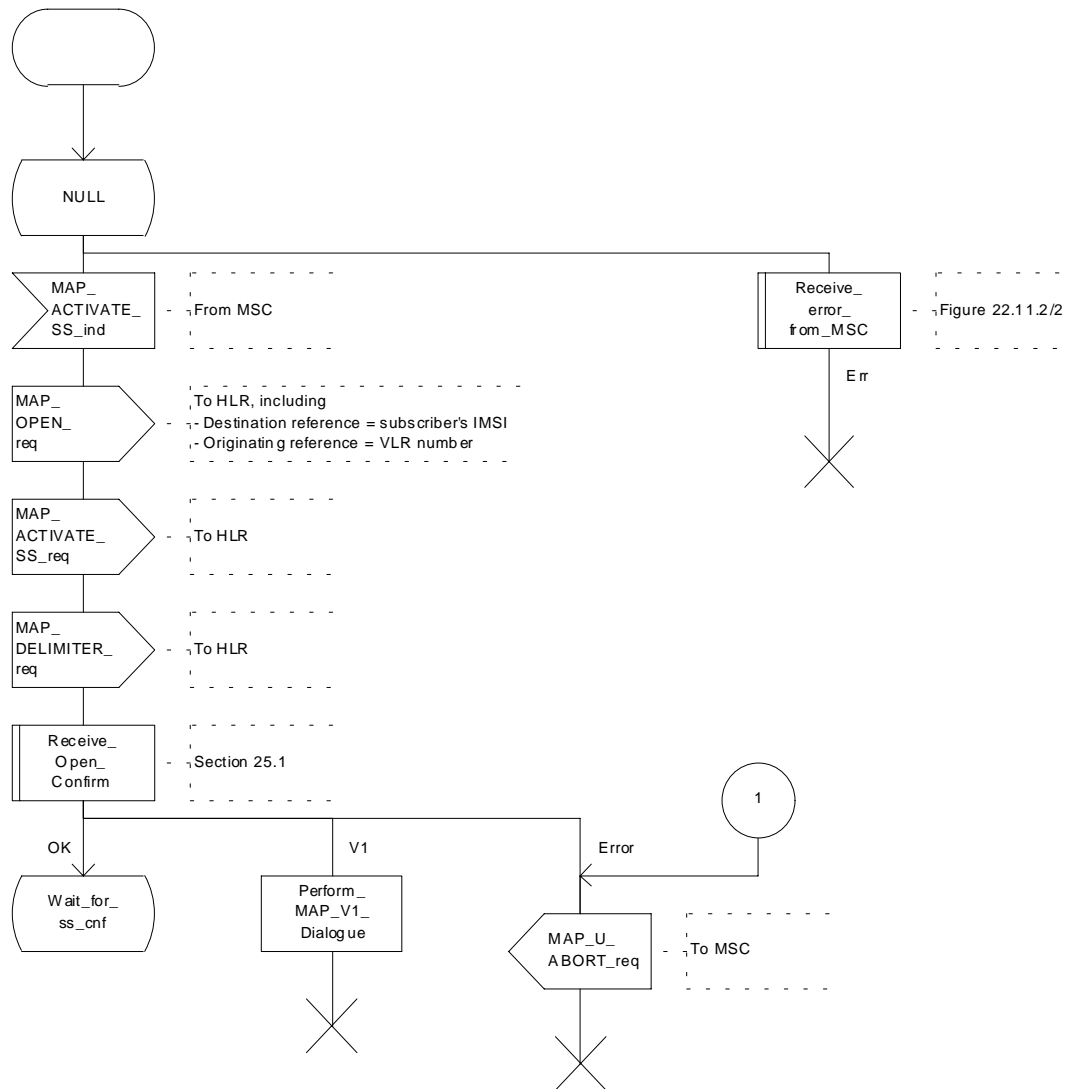 NULL
MAP_
ACTIVATE_
SS_ind
From MSC
Receive_
error_
from_MSC
Figure 22.11.2/2
Err
MAP_
OPEN_
req
To HLR, including
- Destination reference = subscriber's IMSI
- Originating reference = VLR number
MAP_
ACTIVATE_
SS_req
To HLR
MAP_
DELIMITER_
req
To HLR
Receive_
Open_
Confirm
Section 25.1
1
OK
V1
Error
Wait_for_
ss_cnf
Perform_
MAP_V1_
Dialogue
MAP_U_
ABORT_req
To MSC